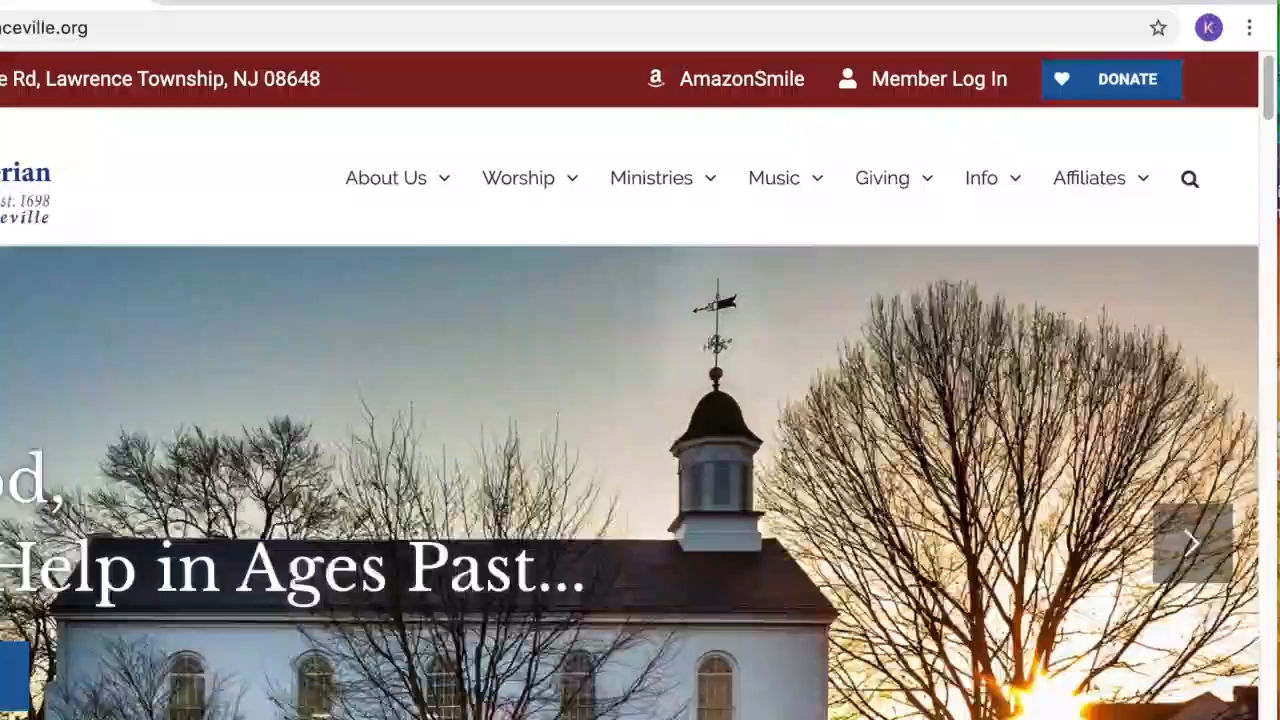 ceville.org
K
e Rd, Lawrence Township, NJ 08648
AmazonSmile
Member Log In
DONATE
rian
st. 1698
eville
About Us
Worship
Ministries
Music
Giving
Info
Affiliates
od,
Help in Ages Past...